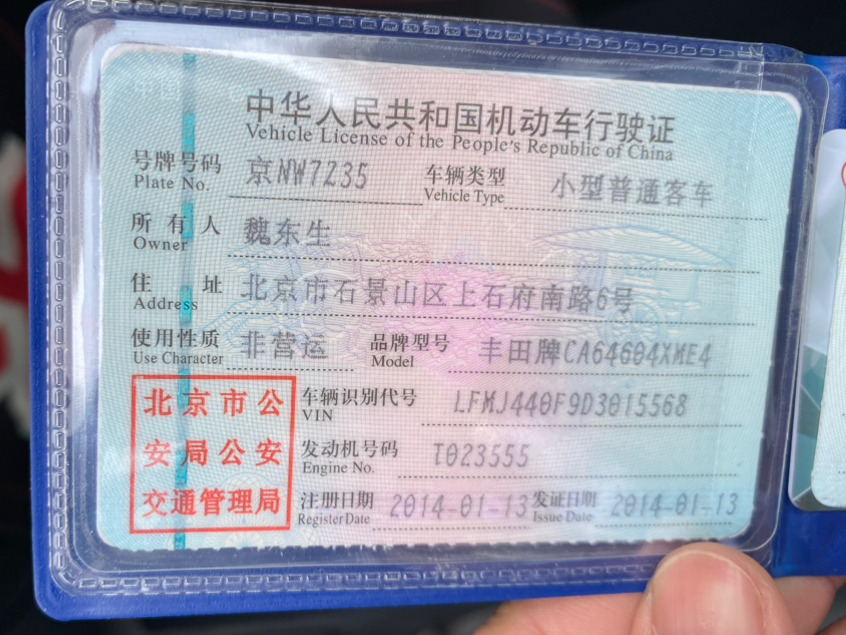 中华人民共和国机动车行驶证
Vehicle License of the People's Republic of China
号牌号码 京NW7235 车辆类型 小型普通客车
Plate No. Vehicle Type
所有人 魏东生
Owner
住址 北京市石景山区上石府南路6号
Address
使用性质 非营运 品牌型号 丰田牌CA64604XME4
Use Character Model
北京市公 车辆识别代号 LFMJ440F9D3015568
VIN
安局公安 发动机号码 T023555
Engine No.
交通管理局 注册日期 2014-01-13 发证日期 2014-01-13
Register Date Issue Date